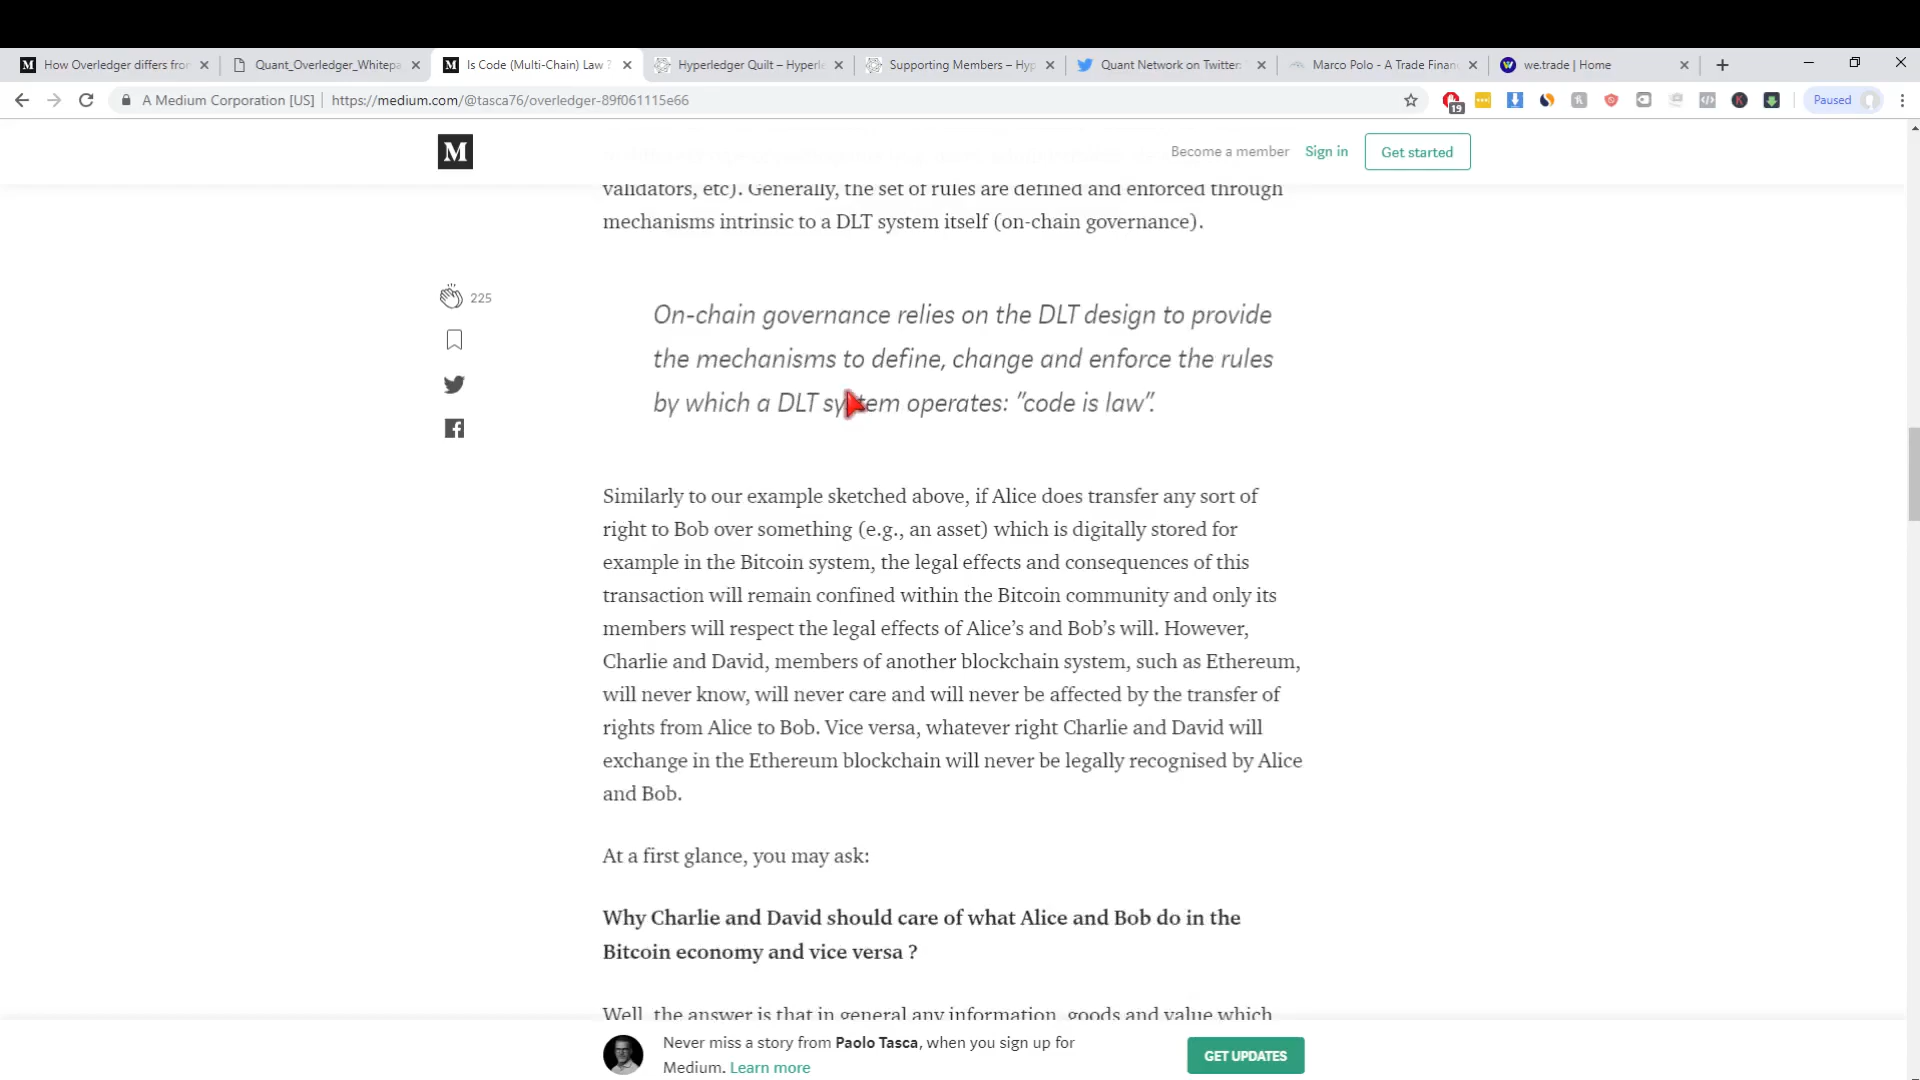 How Overledger differs fror
Quant_Overledger_Whitepa
Is Code (Multi-Chain) Law ?
Hyperledger Quilt – Hyperle
Supporting Members – Hyp
Quant Network on Twitter:
Marco Polo - A Trade Financ
we.trade | Home
A Medium Corporation [US]
https://medium.com/@tasca76/overledger-89f061115e66
19
Paused
M
Become a member
Sign in
Get started
validators, etc). Generally, the set of rules are defined and enforced through
mechanisms intrinsic to a DLT system itself (on-chain governance).
225
On-chain governance relies on the DLT design to provide
the mechanisms to define, change and enforce the rules
by which a DLT system operates: “code is law”.
Similarly to our example sketched above, if Alice does transfer any sort of
right to Bob over something (e.g., an asset) which is digitally stored for
example in the Bitcoin system, the legal effects and consequences of this
transaction will remain confined within the Bitcoin community and only its
members will respect the legal effects of Alice’s and Bob’s will. However,
Charlie and David, members of another blockchain system, such as Ethereum,
will never know, will never care and will never be affected by the transfer of
rights from Alice to Bob. Vice versa, whatever right Charlie and David will
exchange in the Ethereum blockchain will never be legally recognised by Alice
and Bob.
At a first glance, you may ask:
Why Charlie and David should care of what Alice and Bob do in the
Bitcoin economy and vice versa ?
Well, the answer is that in general any information, goods and value which
Never miss a story from Paolo Tasca, when you sign up for
Medium. Learn more
GET UPDATES